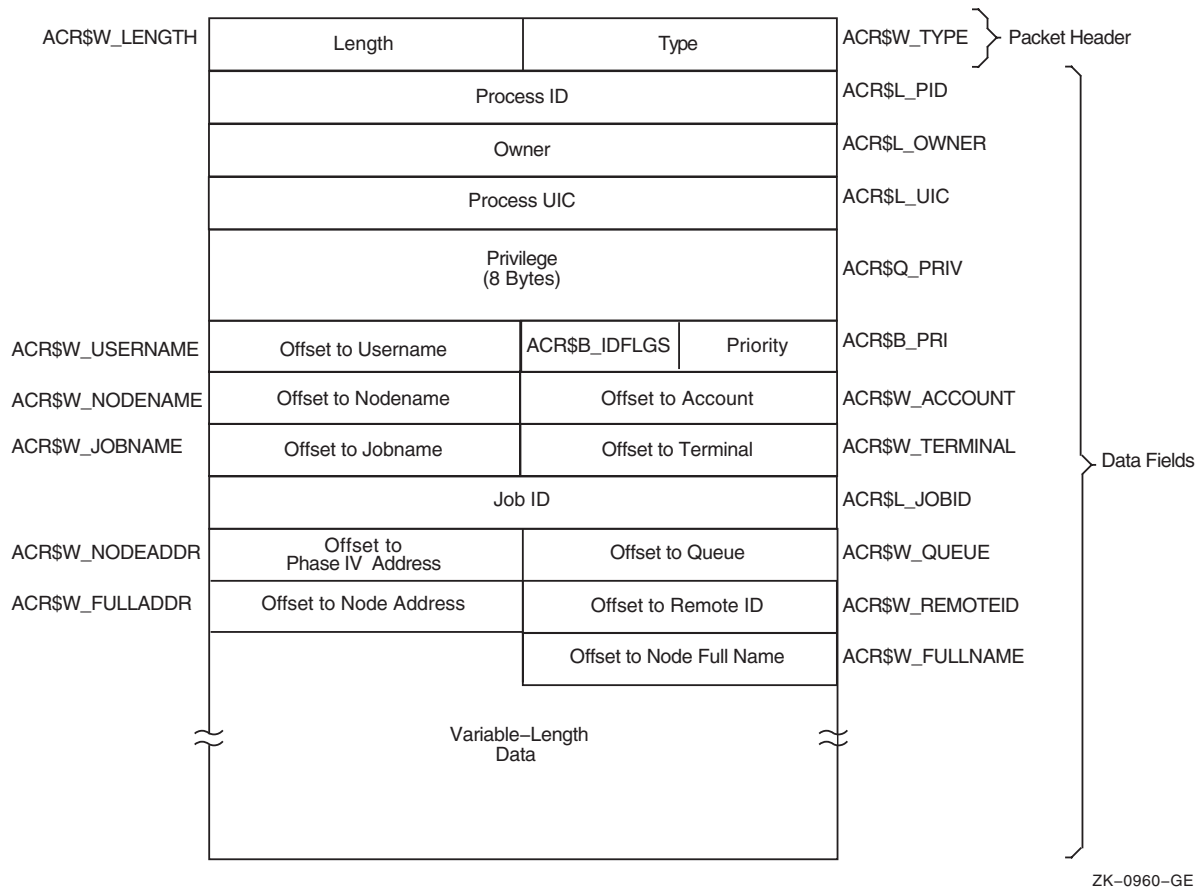 ACR$W_LENGTH Length Type ACR$W_TYPE Packet Header
Process ID ACR$L_PID
Owner ACR$L_OWNER
Process UIC ACR$L_UIC
Privilege
(8 Bytes) ACR$Q_PRIV
ACR$W_USERNAME Offset to Username ACR$B_IDFLGS Priority ACR$B_PRI
ACR$W_NODENAME Offset to Nodename Offset to Account ACR$W_ACCOUNT
ACR$W_JOBNAME Offset to Jobname Offset to Terminal ACR$W_TERMINAL
Data Fields
Job ID ACR$L_JOBID
ACR$W_NODEADDR Offset to
Phase IV Address Offset to Queue ACR$W_QUEUE
ACR$W_FULLADDR Offset to Node Address Offset to Remote ID ACR$W_REMOTEID
Offset to Node Full Name ACR$W_FULLNAME
Variable–Length
Data
ZK–0960–GE